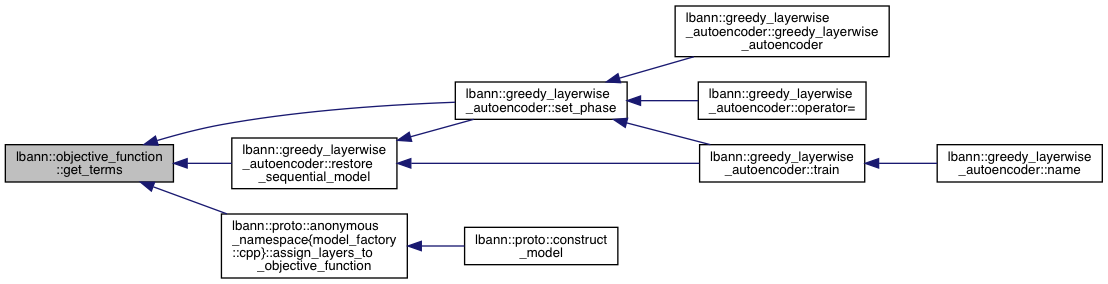 lbann::objective_function
::get_terms
lbann::greedy_layerwise
_autoencoder::set_phase
lbann::greedy_layerwise
_autoencoder::greedy_layerwise
_autoencoder
lbann::greedy_layerwise
_autoencoder::operator=
lbann::greedy_layerwise
_autoencoder::train
lbann::greedy_layerwise
_autoencoder::name
lbann::greedy_layerwise
_autoencoder::restore
_sequential_model
lbann::proto::anonymous
_namespace{model_factory
::cpp}::assign_layers_to
_objective_function
lbann::proto::construct
_model